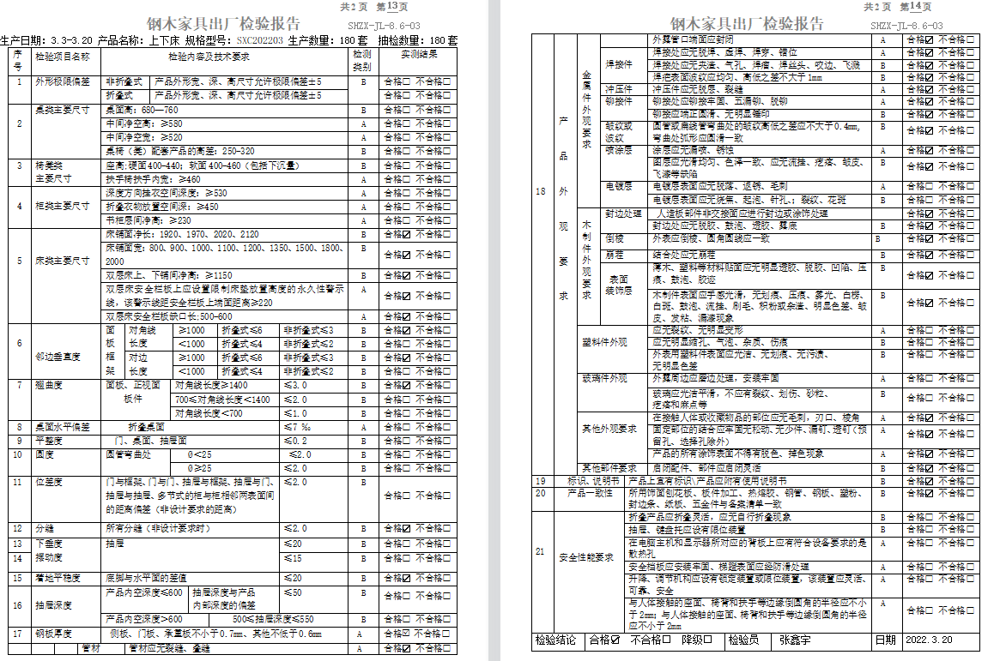 共2 页 第13页
钢木家具出厂检验报告 SHZX-JL-8.6-03
生产日期: 3.3-3.20 产品名称: 上下床 规格型号: SXC202203 生产数量: 180 套 抽检数量: 180 套
序号 检验项目名称 检验内容及技术要求 检测类别 实测结果
1 外形极限偏差 非折叠式 产品外形宽、深、高尺寸允许极限偏差±5 B 合格□ 不合格□
折叠式 产品外形宽、深、高尺寸允许极限偏差±5 合格□ 不合格□
2 桌类主要尺寸 桌面高: 680—760 B 合格□ 不合格□
中间净空高: ≥580 A 合格□ 不合格□
中间净空宽: ≥520 A 合格□ 不合格□
桌椅（凳）配套产品的高差: 250-320 B 合格□ 不合格□
3 椅凳类主要尺寸 座高:硬面 400-440; 软面 400-460（包括下沉量） B 合格□ 不合格□
扶手椅扶手内宽: ≥460 A 合格□ 不合格□
4 柜类主要尺寸 深度方向挂衣空间深度: ≥530 A 合格□ 不合格□
折叠衣物放置空间深: ≥450 A 合格□ 不合格□
书柜层间净高: ≥230 A 合格□ 不合格□
5 床类主要尺寸 床铺面净长: 1920、1970、2020、2120 B 合格☑ 不合格□
床铺面宽: 800、900、1000、1100、1200、1350、1500、1800、
2000 B 合格☑ 不合格□
双层床上、下铺间净高: ≥1150 B 合格☑ 不合格□
双层床安全栏板上应设置限制床垫放置高度的永久性警示
线, 该警示线距安全栏板上端面距离≥220 A 合格☑ 不合格□
双层床安全栏板缺口长:500-600 A 合格☑ 不合格□
6 邻边垂直度 面板框架 对角线长度 ≥1000 折叠式≤6 非折叠式≤3 B 合格☑ 不合格□
<1000 折叠式≤4 非折叠式≤2 B 合格□ 不合格□
对边长度 ≥1000 折叠式≤6 非折叠式≤3 B 合格☑ 不合格□
<1000 折叠式≤4 非折叠式≤2 B 合格□ 不合格□
7 翘曲度 面板、正视面板件 对角线长度≥1400 ≤3.0 B 合格☑ 不合格□
700≤对角线长度<1400 ≤2.0 B 合格□ 不合格□
对角线长度<700 ≤1.0 B 合格□ 不合格□
8 桌面水平偏差 折叠桌面 ≤7 ‰ A 合格□ 不合格□
9 平整度 门、桌面、抽屉面 ≤0.2 B 合格□ 不合格□
10 圆度 圆管弯曲处 Ø<25 ≤2.0 B 合格□ 不合格□
Ø≥25 ≤2.0 B 合格□ 不合格□
11 位差度 门与框架、门与门、抽屉与框架、抽屉与门、
抽屉与抽屉、多节式的柜与柜相邻两表面间
的距离偏差（非设计要求的距离） ≤2.0 B 合格□ 不合格□
12 分缝 所有分缝（非设计要求时） ≤2.0 B 合格☑ 不合格□
13 下垂度 抽屉 ≤20 B 合格□ 不合格□
14 摆动度 ≤15 合格□ 不合格□
15 着地平稳度 底脚与水平面的差值 ≤20 B 合格☑ 不合格□
16 抽屉深度 产品内空深度≤600 抽屉深度与产品
内部深度的偏差 ≤50 B 合格□ 不合格□
产品内空深度>600 500≤抽屉深度≤550 B 合格□ 不合格□
17 钢板厚度 侧板、门板、承重板不小于0.7mm、其他不低于0.6mm A 合格☑ 不合格□
管材 管材应无裂缝、叠缝 A 合格☑ 不合格□
共2 页 第14页
钢木家具出厂检验报告 SHZX-JL-8.6-03
18 产品外观要求 金属件外观要求 外露管口端面应封闭 A 合格☑ 不合格□
焊接件 焊接处应无脱焊、虚焊、焊穿、错位 A 合格☑ 不合格□
焊接处应无夹渣、气孔、焊瘤、焊丝头、咬边、飞溅 B 合格☑ 不合格□
焊疤表面波纹应均匀、高低之差不大于1mm B 合格☑ 不合格□
冲压件 冲压件应无脱层、裂缝 A 合格☑ 不合格□
铆接件 铆接处应铆接牢固、五漏铆、脱铆 A 合格☑ 不合格□
铆接应端正圆滑、无明显锤印 B 合格☑ 不合格□
皱纹或波纹 圆管或扁线管弯曲处的皱纹高低之差应不大于0.4mm,
弯曲处弧形应圆滑一致 B 合格☑ 不合格□
喷涂层 涂层应无漏喷、锈蚀 A 合格☑ 不合格□
图层应光滑均匀、色泽一致、应无流挂、疙瘩、皱皮、
飞漆等缺陷 B 合格☑ 不合格□
电镀层 电镀层表面应无脱落、返锈、毛刺 A 合格☑ 不合格□
电镀层表面应无烧焦、起泡、针孔、; 裂纹、花斑 B 合格☑ 不合格□
木制件外观要求 封边处理 人造板部件非交接面应进行封边或涂饰处理 A 合格☑ 不合格□
封边处应无脱胶、鼓泡、透胶、露底 B 合格☑ 不合格□
倒棱 外表应倒棱、圆角圆线应一致 B 合格☑ 不合格□
崩茬 结合处应无崩茬 B 合格☑ 不合格□
表面装饰层 薄木、塑料等材料贴面应无明显透胶、脱胶、凹陷、压
痕、鼓泡、胶迹 B 合格☑ 不合格□
木制件表面应手感光滑, 无划痕、压痕、雾光、白楞、
白斑、鼓泡、流挂、刷毛、积粉或杂渣、明显色差、皱
皮、发粘、漏漆现象 B 合格☑ 不合格□
塑料件外观 应无裂纹、无明显变形 A 合格□ 不合格□
应无明显缩孔、气泡、杂质、伤痕 B 合格□ 不合格□
外表用塑料件表面应光洁、无划痕、无污渍、
无明显色差 B 合格□ 不合格□
玻璃件外观 外露周边应磨边处理, 安装牢固 A 合格□ 不合格□
玻璃应光洁平滑, 不应有裂纹、划伤、砂粒、
疙瘩和麻点等 B 合格□ 不合格□
其他外观要求 在接触人体或收藏物品的部位应无毛刺, 刃口、棱角 A 合格☑ 不合格□
固定部位的结合应牢固无松动、无少件、漏钉、透钉（预
留孔、选择孔除外） A 合格☑ 不合格□
产品的所有涂饰表面不得有脱色、掉色现象 A 合格☑ 不合格□
其他部件要求 启闭配件、部件应启闭灵活 B 合格☑ 不合格□
19 标识、说明书 产品上宜有标识\产品应附有使用说明书 B 合格☑ 不合格□
20 产品一致性 所用饰面刨花板、板件加工、热熔胶、钢管、钢板、塑粉、
封边条、纸板、五金件与备案清单一致 B 合格☑ 不合格□
21 安全性能要求 折叠产品应折叠灵活, 应无自行折叠现象 B 合格□ 不合格□
抽屉、键盘托应设有限位装置 B 合格□ 不合格□
在电脑主机和显示器所对应的背板上应有符合设备要求的是
散热孔 A 合格□ 不合格□
安全档板应安装牢固、梯蹬表面应经防滑处理 A 合格□ 不合格□
升降、调节机构应设有锁定装置或限位装置, 该装置应灵活、
可靠、安全 A 合格□ 不合格□
与人体接触的座面、椅背和扶手等边缘倒圆角的半径应不小
于2mm; 与人体接触的座面、椅背和扶手等边缘倒圆角的半径
应不小于2mm A 合格□ 不合格□
检验结论 合格☑ 不合格□ 降级□ 检验员 张鑫宇 日期 2022.3.20